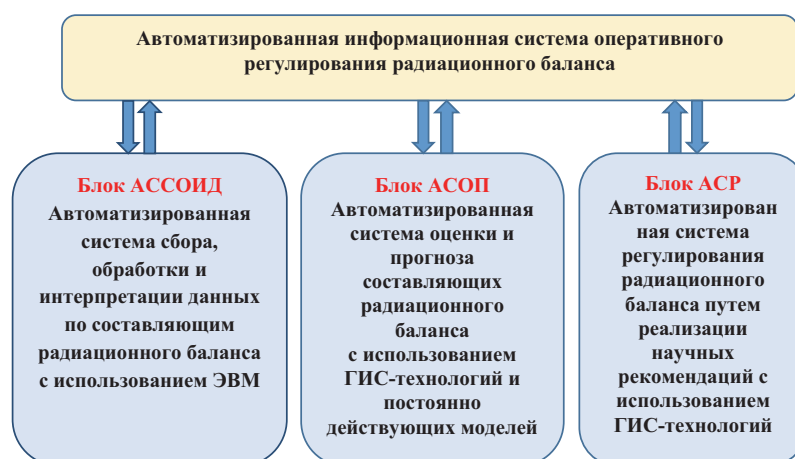 Автоматизированная информационная система оперативного
регулирования радиационного баланса
Блок АССОИД
Автоматизированная
система сбора,
обработки и
интерпретации данных
по составляющим
радиационного баланса
с использованием ЭВМ
Блок АСОП
Автоматизированная
система оценки и
прогноза
составляющих
радиационного
баланса
с использованием
ГИС-технологий и
постоянно
действующих моделей
Блок АСР
Автоматизирован
ная система
регулирования
радиационного
баланса путем
реализации
научных
рекомендаций с
использованием
ГИС-технологий